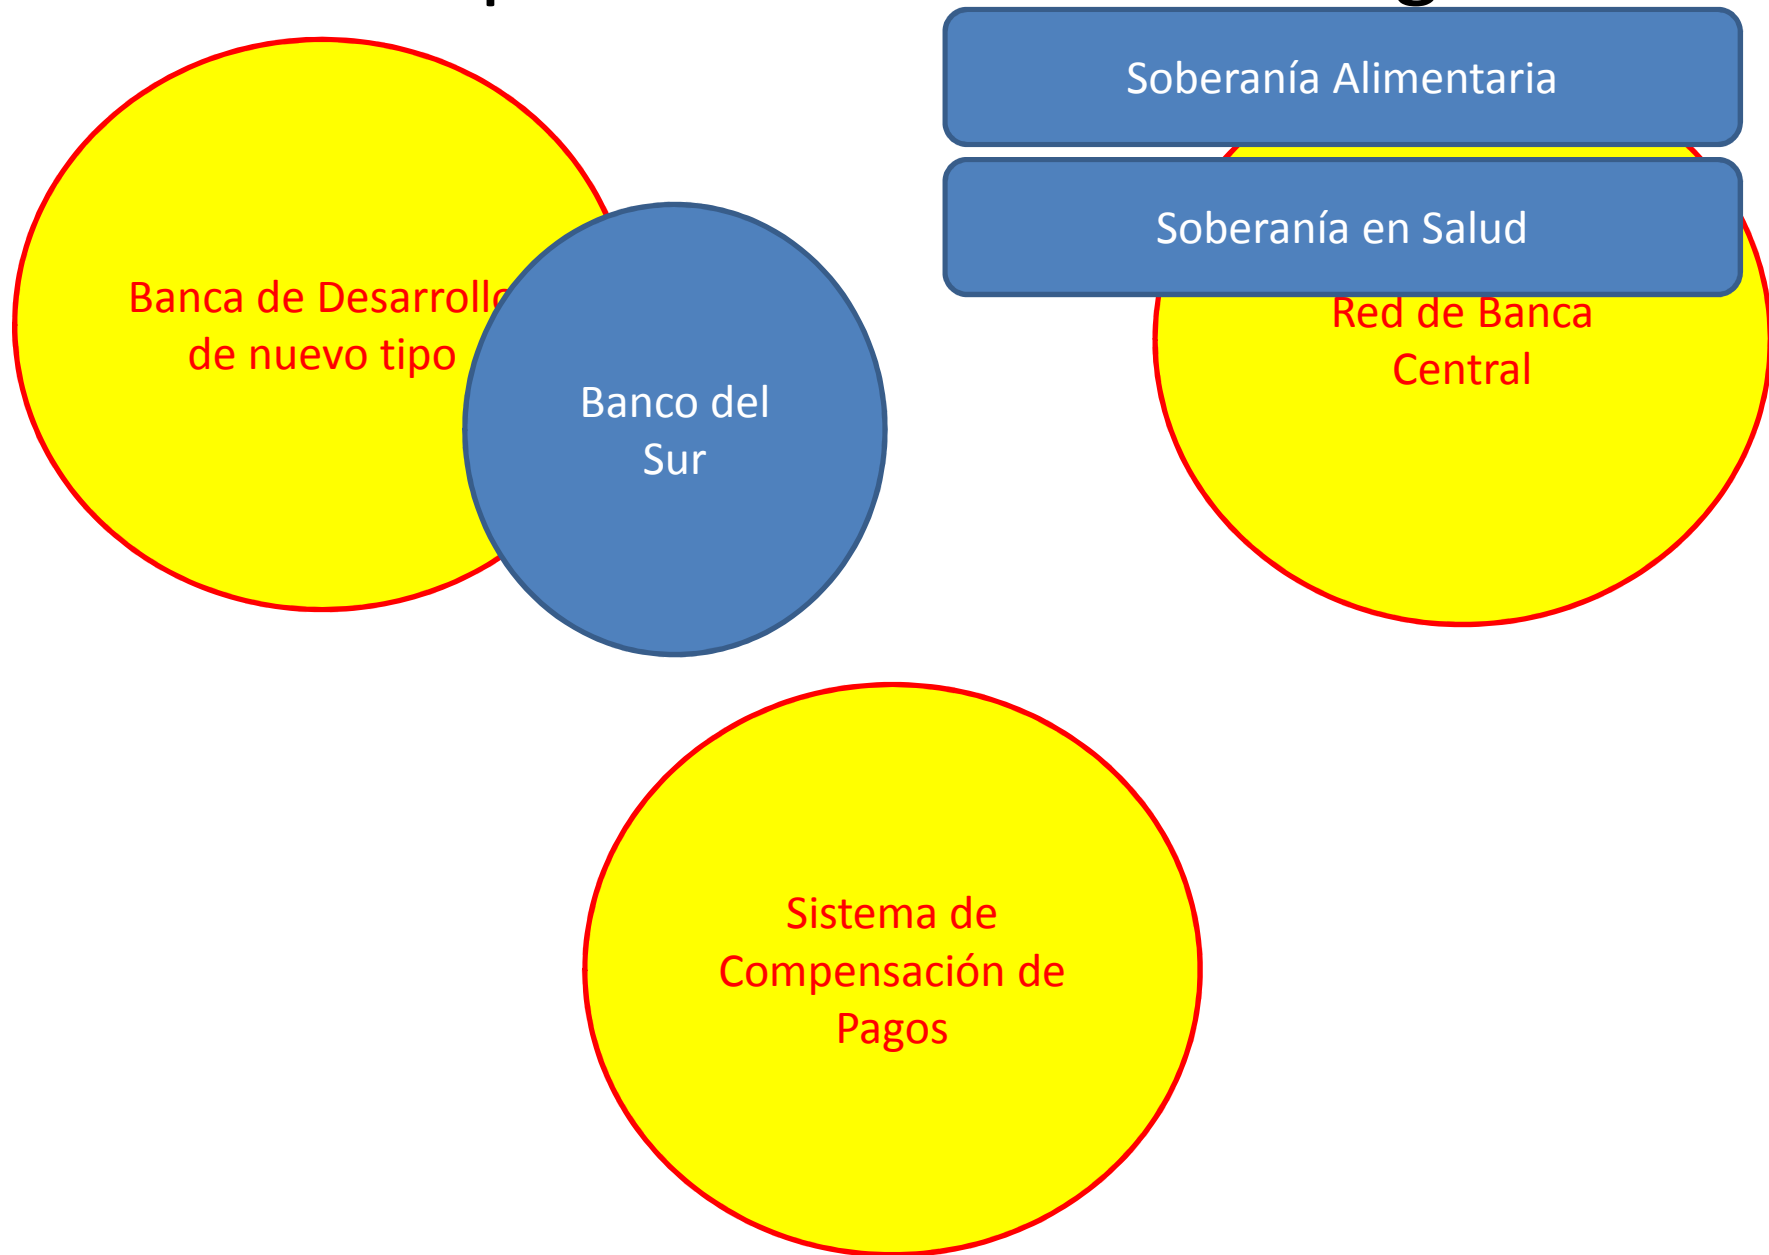 Soberanía Alimentaria
Soberanía en Salud
Banca de Desarrollo
de nuevo tipo
Banco del
Sur
Red de Banca
Central
Sistema de
Compensación de
Pagos